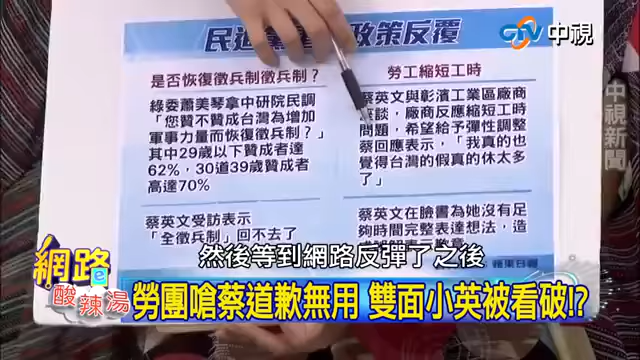 CTV 中視
中視新聞
民進黨 政策反覆
是否恢復徵兵制徵兵制？
綠委蕭美琴拿中研院民調
「您贊不贊成台灣為增加
軍事力量而恢復徵兵制？」
其中29歲以下贊成者達
62%，30道39歲贊成者
高達70%
蔡英文受訪表示
「全徵兵制」回不去了
勞工縮短工時
蔡英文與彰濱工業區廠商
座談，廠商反應縮短工時
問題，希望給予彈性調整
蔡回應表示，「我真的也
覺得台灣的假真的休太多
了」
蔡英文在臉書為她沒有足
夠時間完整表達想法，造
蘋果日報
然後等到網路反彈了之後
網路e
酸辣湯
勞團嗆蔡道歉無用 雙面小英被看破!?